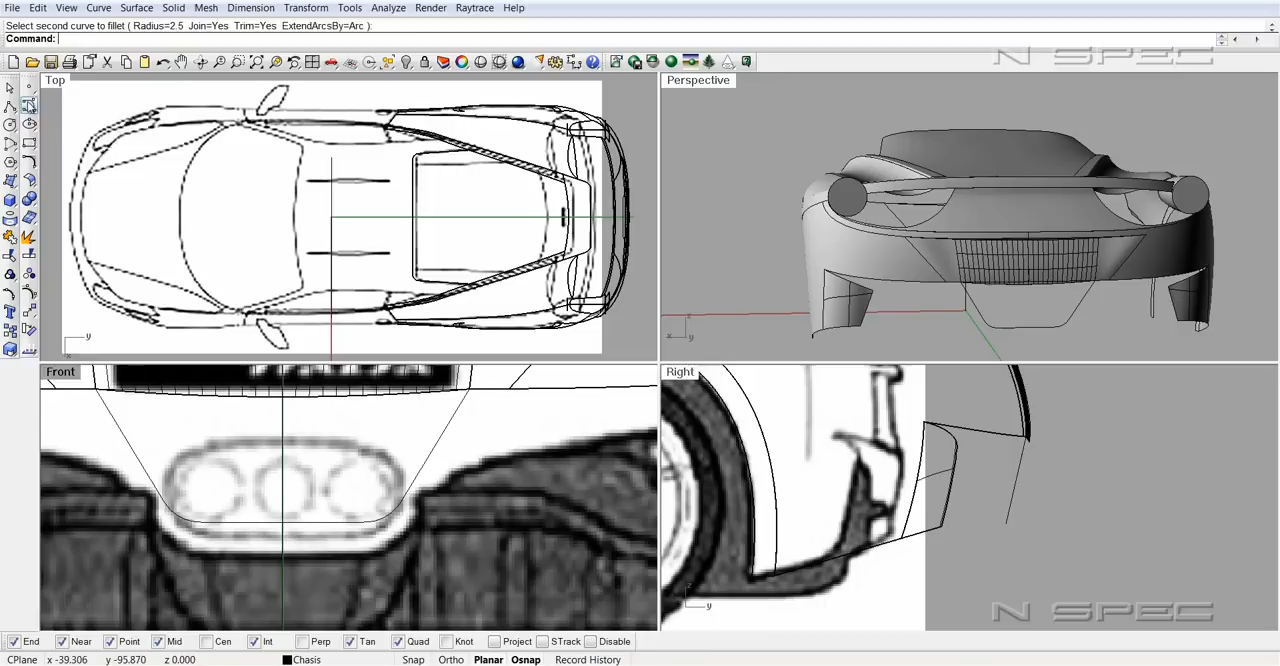 File Edit View Curve Surface Solid Mesh Dimension Transform Tools Analyze Render Raytrace Help
Select second curve to fillet ( Radius=2.5 Join=Yes Trim=Yes ExtendArcsBy=Arc ):
Command:
N SPEC
Top
Perspective
y
x
z
x
y
Front
Right
z
y
N SPEC
End Near Point Mid Cen Int Perp Tan Quad Knot Project STrack Disable
CPlane x -39.306 y -95.870 z 0.000 Chasis Snap Ortho Planar Osnap Record History